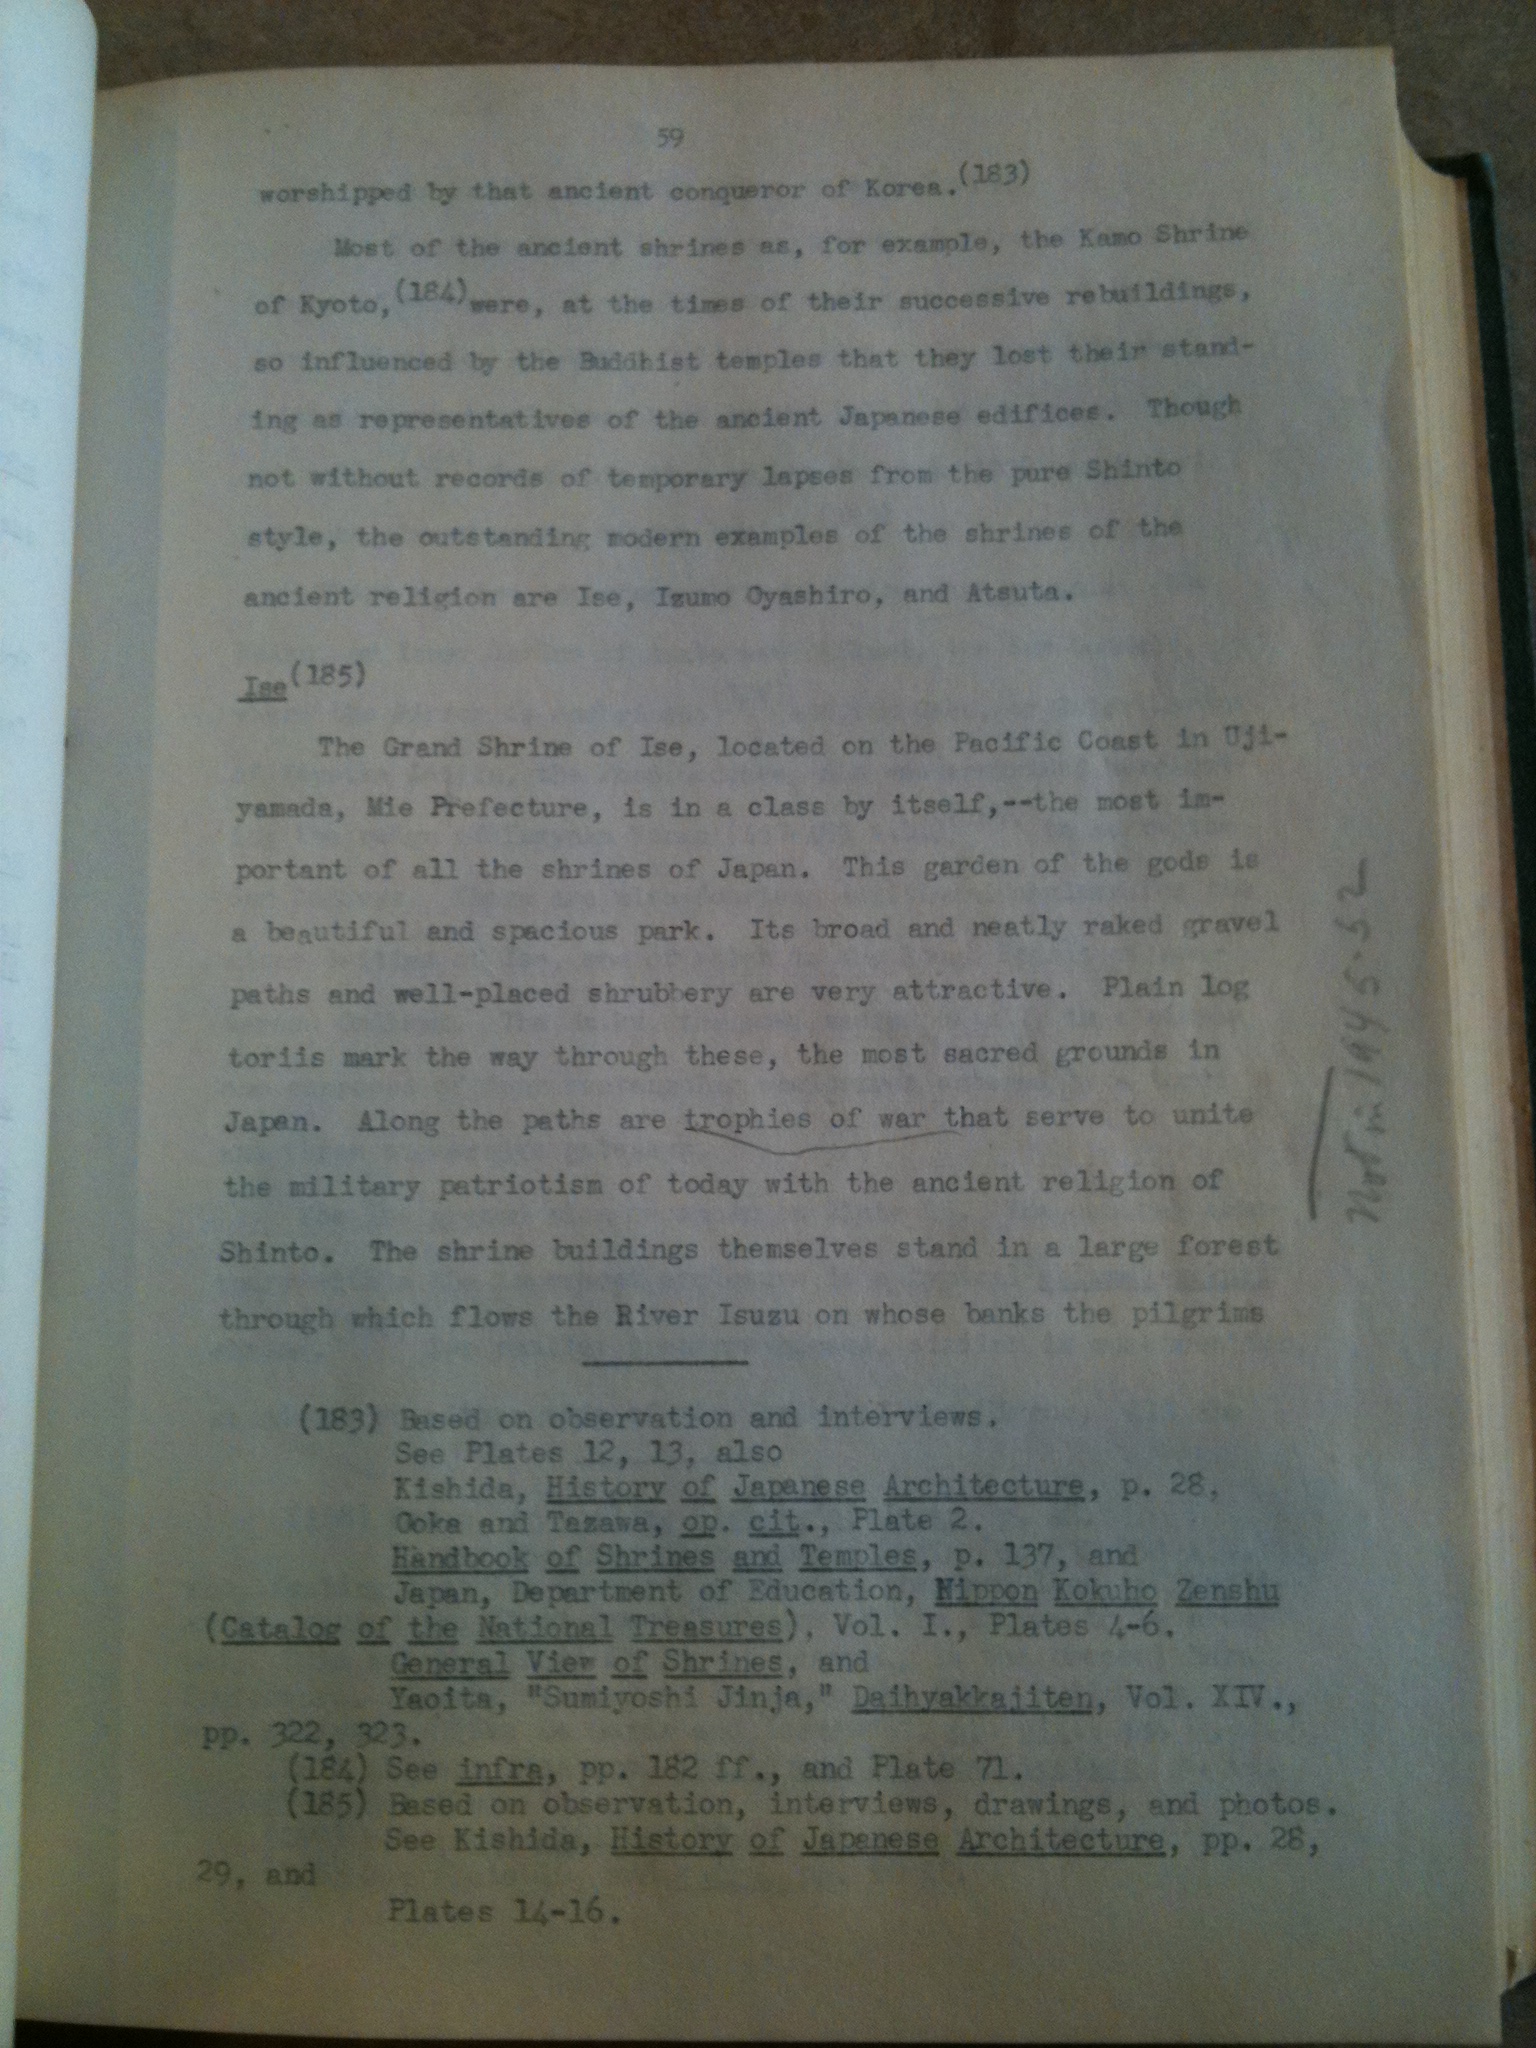 59
worshipped by that ancient conqueror of Korea.(183)
Most of the ancient shrines as, for example, the Kamo Shrine
of Kyoto,(184) were, at the times of their successive rebuildings,
so influenced by the Buddhist temples that they lost their stand-
ing as representatives of the ancient Japanese edifices. Though
not without records of temporary lapses from the pure Shinto
style, the outstanding modern examples of the shrines of the
ancient religion are Ise, Izumo Oyashiro, and Atsuta.
Ise(185)
The Grand Shrine of Ise, located on the Pacific Coast in Uji-
yamada, Mie Prefecture, is in a class by itself,--the most im-
portant of all the shrines of Japan. This garden of the gods is
a beautiful and spacious park. Its broad and neatly raked gravel
paths and well-placed shrubbery are very attractive. Plain log
toriis mark the way through these, the most sacred grounds in
Japan. Along the paths are trophies of war that serve to unite
the military patriotism of today with the ancient religion of
Shinto. The shrine buildings themselves stand in a large forest
through which flows the River Isuzu on whose banks the pilgrims
Not in 1945-52
(183) Based on observation and interviews.
See Plates 12, 13, also
Kishida, History of Japanese Architecture, p. 28,
Ooka and Tazawa, op. cit., Plate 2.
Handbook of Shrines and Temples, p. 137, and
Japan, Department of Education, Nippon Kokuho Zenshu
(Catalog of the National Treasures), Vol. I., Plates 4-6.
General View of Shrines, and
Yaoita, "Sumiyoshi Jinja," Daihyakkajiten, Vol. XIV.,
pp. 322, 323.
(184) See infra, pp. 182 ff., and Plate 71.
(185) Based on observation, interviews, drawings, and photos.
See Kishida, History of Japanese Architecture, pp. 28,
29, and
Plates 14-16.